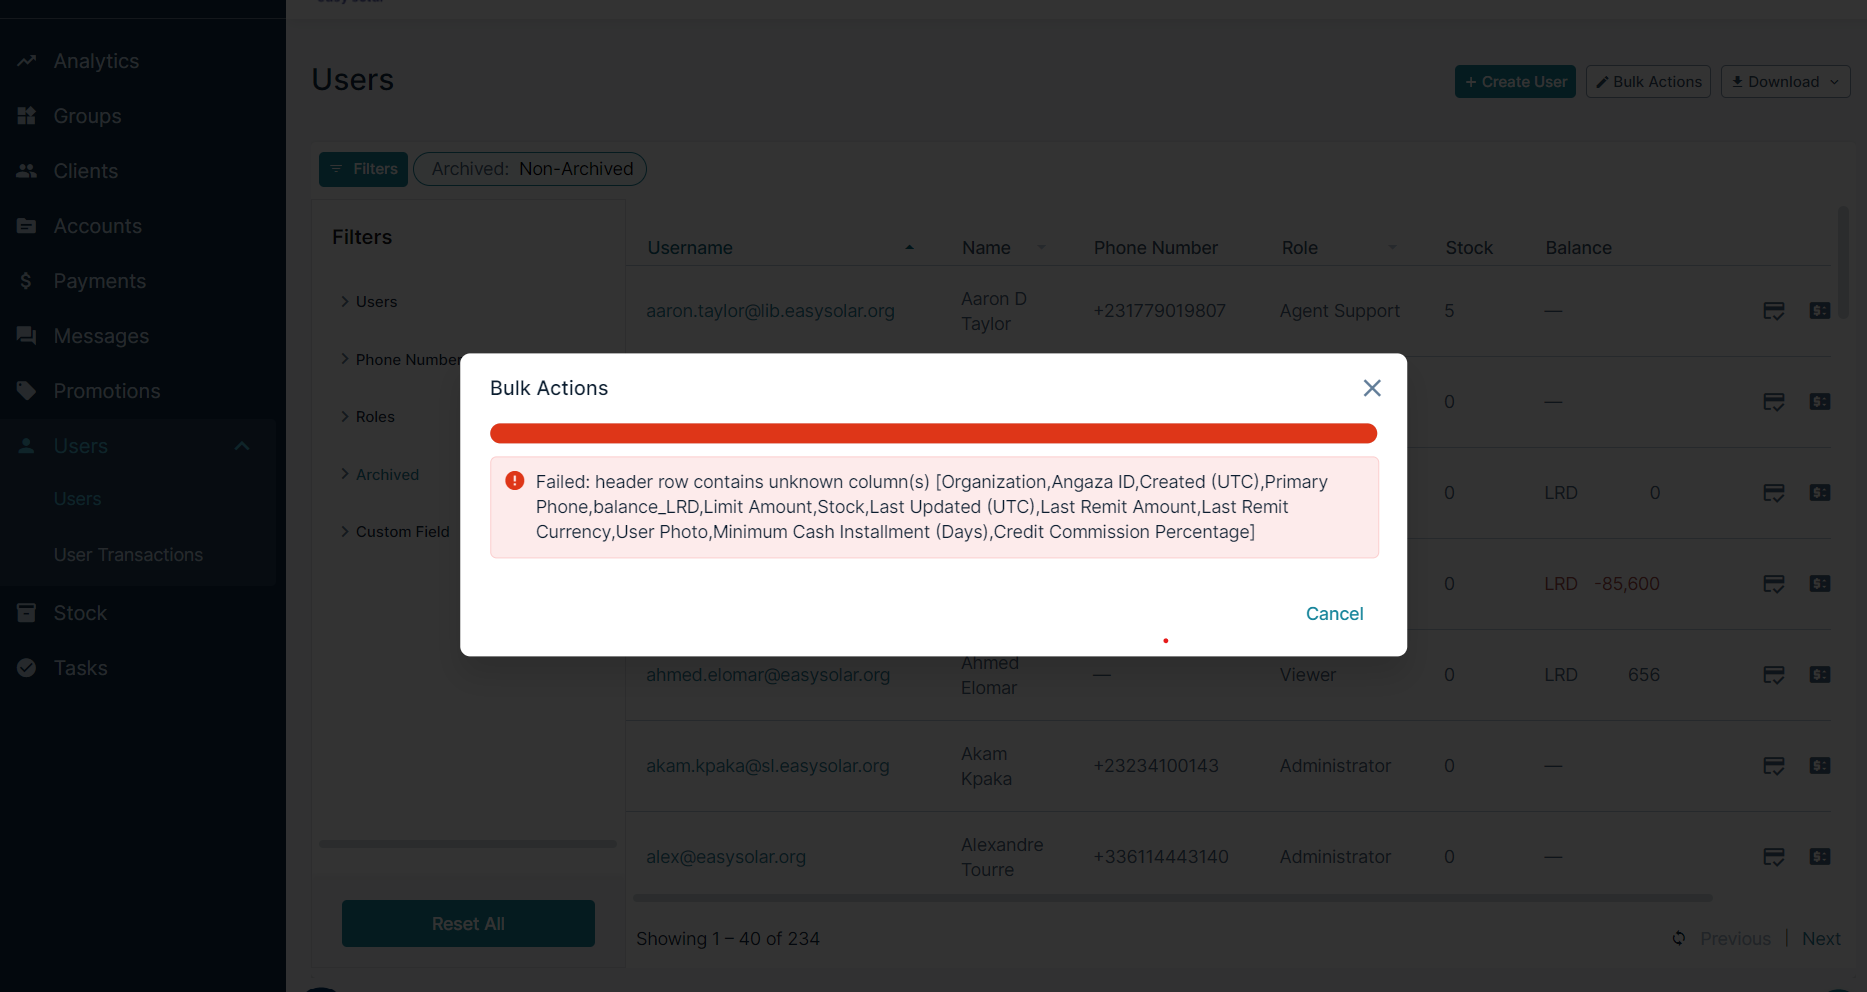 Analytics
Groups
Clients
Accounts
Payments
Messages
Promotions
Users
Users
User Transactions
Stock
Tasks
Users
+ Create User
Bulk Actions
Download
Filters
Archived: Non-Archived
Filters
Users
Phone Number
Roles
Archived
Custom Field
Reset All
Username Name Phone Number Role Stock Balance
aaron.taylor@lib.easysolar.org Aaron D Taylor +231779019807 Agent Support 5 —
0 —
0 LRD 0
0 LRD -85,600
ahmed.elomar@easysolar.org Ahmed Elomar — Viewer 0 LRD 656
akam.kpaka@sl.easysolar.org Akam Kpaka +23234100143 Administrator 0 —
alex@easysolar.org Alexandre Tourre +336114443140 Administrator 0 —
Showing 1 – 40 of 234
Previous | Next
Bulk Actions
Failed: header row contains unknown column(s) [Organization,Angaza ID,Created (UTC),Primary
Phone,balance_LRD,Limit Amount,Stock,Last Updated (UTC),Last Remit Amount,Last Remit
Currency,User Photo,Minimum Cash Installment (Days),Credit Commission Percentage]
Cancel